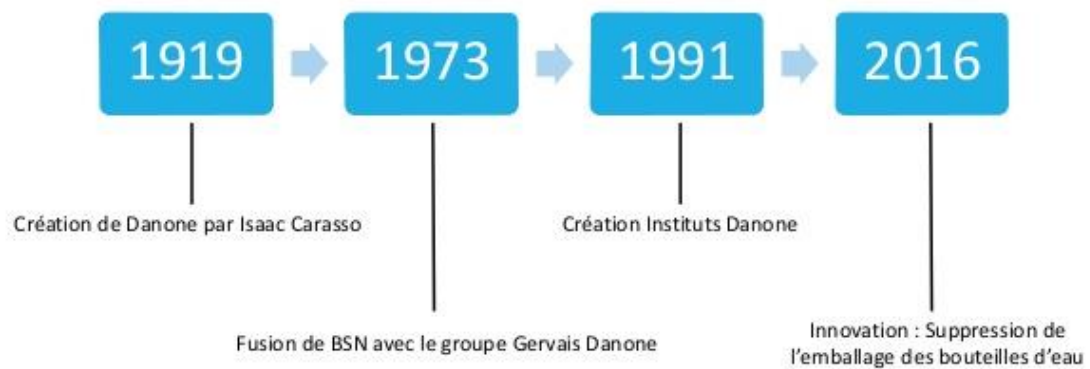 1919
1973
1991
2016
Création de Danone par Isaac Carasso
Création Instituts Danone
Fusion de BSN avec le groupe Gervais Danone
Innovation : Suppression de
l'emballage des bouteilles d'eau